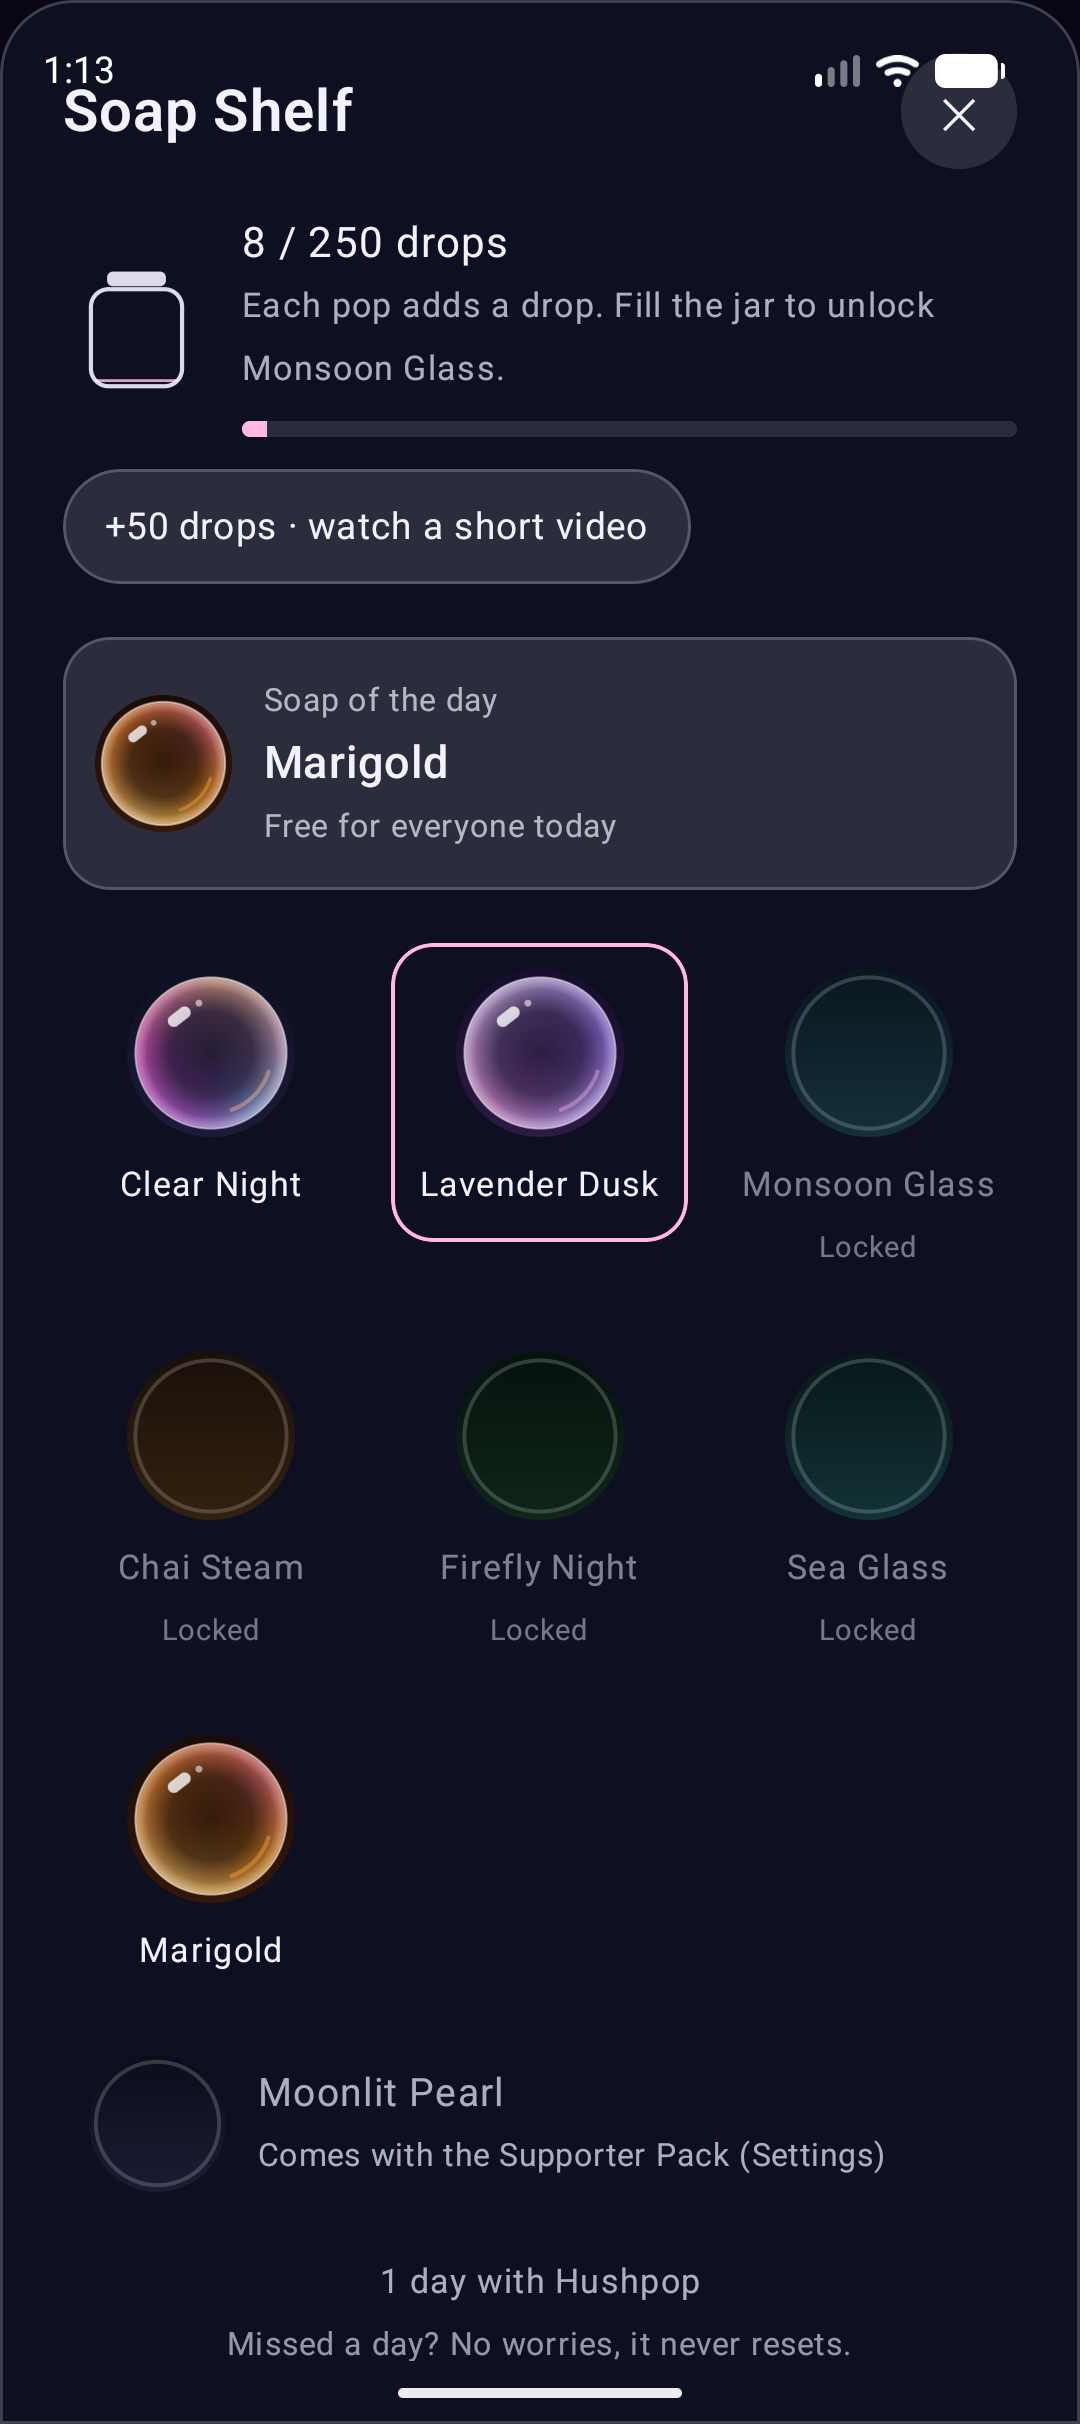 1:13
Soap Shelf
8 / 250 drops
Each pop adds a drop. Fill the jar to unlock
Monsoon Glass.
+50 drops · watch a short video
Soap of the day
Marigold
Free for everyone today
Clear Night
Lavender Dusk
Monsoon Glass
Locked
Chai Steam
Locked
Firefly Night
Locked
Sea Glass
Locked
Marigold
Moonlit Pearl
Comes with the Supporter Pack (Settings)
1 day with Hushpop
Missed a day? No worries, it never resets.